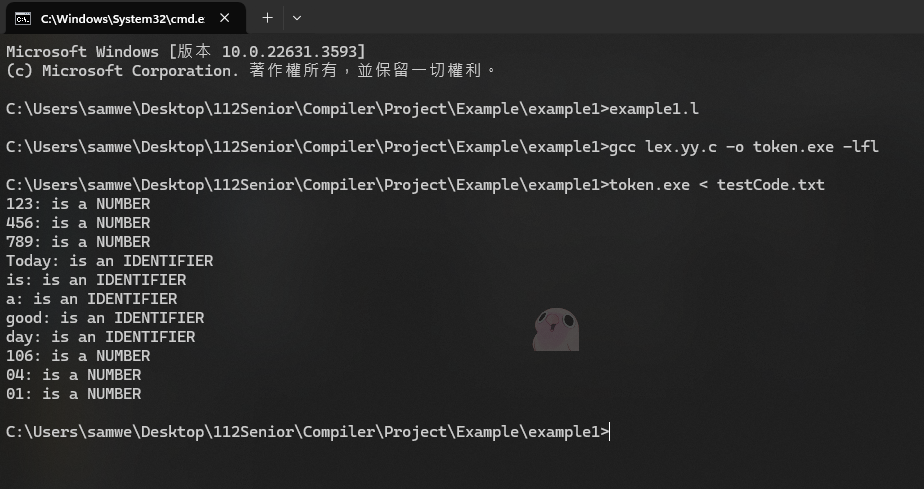 C:\Windows\System32\cmd.e
Microsoft Windows [版本 10.0.22631.3593]
(c) Microsoft Corporation. 著作權所有，並保留一切權利。
C:\Users\samwe\Desktop\112Senior\Compiler\Project\Example\example1>example1.l
C:\Users\samwe\Desktop\112Senior\Compiler\Project\Example\example1>gcc lex.yy.c -o token.exe -lfl
C:\Users\samwe\Desktop\112Senior\Compiler\Project\Example\example1>token.exe < testCode.txt
123: is a NUMBER
456: is a NUMBER
789: is a NUMBER
Today: is an IDENTIFIER
is: is an IDENTIFIER
a: is an IDENTIFIER
good: is an IDENTIFIER
day: is an IDENTIFIER
106: is a NUMBER
04: is a NUMBER
01: is a NUMBER
C:\Users\samwe\Desktop\112Senior\Compiler\Project\Example\example1>